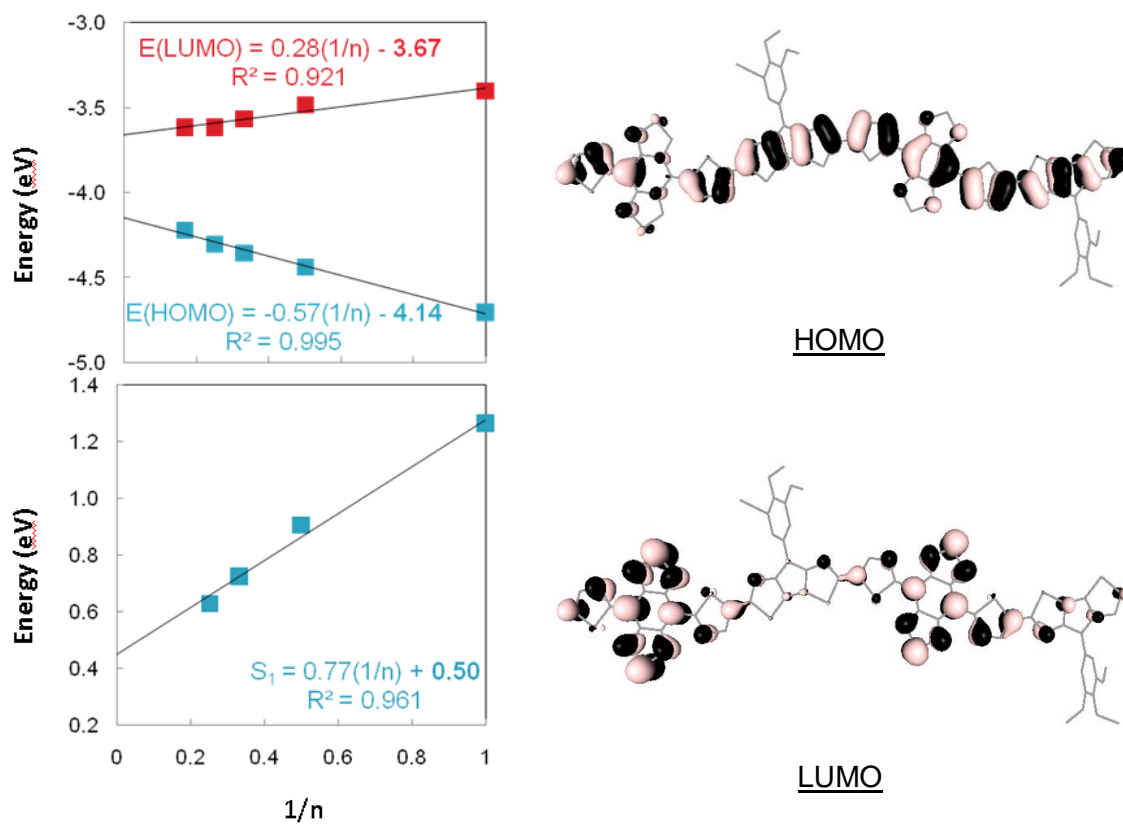 -3.0
-3.5
-4.0
-4.5
-5.0
Energy (eV)
E(LUMO) = 0.28(1/n) - 3.67
R² = 0.921
E(HOMO) = -0.57(1/n) - 4.14
R² = 0.995
HOMO
1.4
1.2
1.0
0.8
0.6
0.4
0.2
Energy (eV)
S₁ = 0.77(1/n) + 0.50
R² = 0.961
0 0.2 0.4 0.6 0.8 1
1/n
LUMO